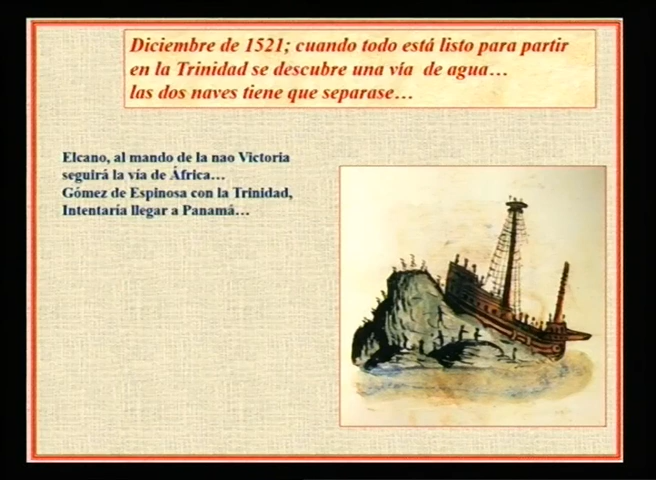 Diciembre de 1521; cuando todo está listo para partir
en la Trinidad se descubre una vía de agua…
las dos naves tiene que separase…
Elcano, al mando de la nao Victoria
seguirá la vía de África…
Gómez de Espinosa con la Trinidad,
Intentaría llegar a Panamá…